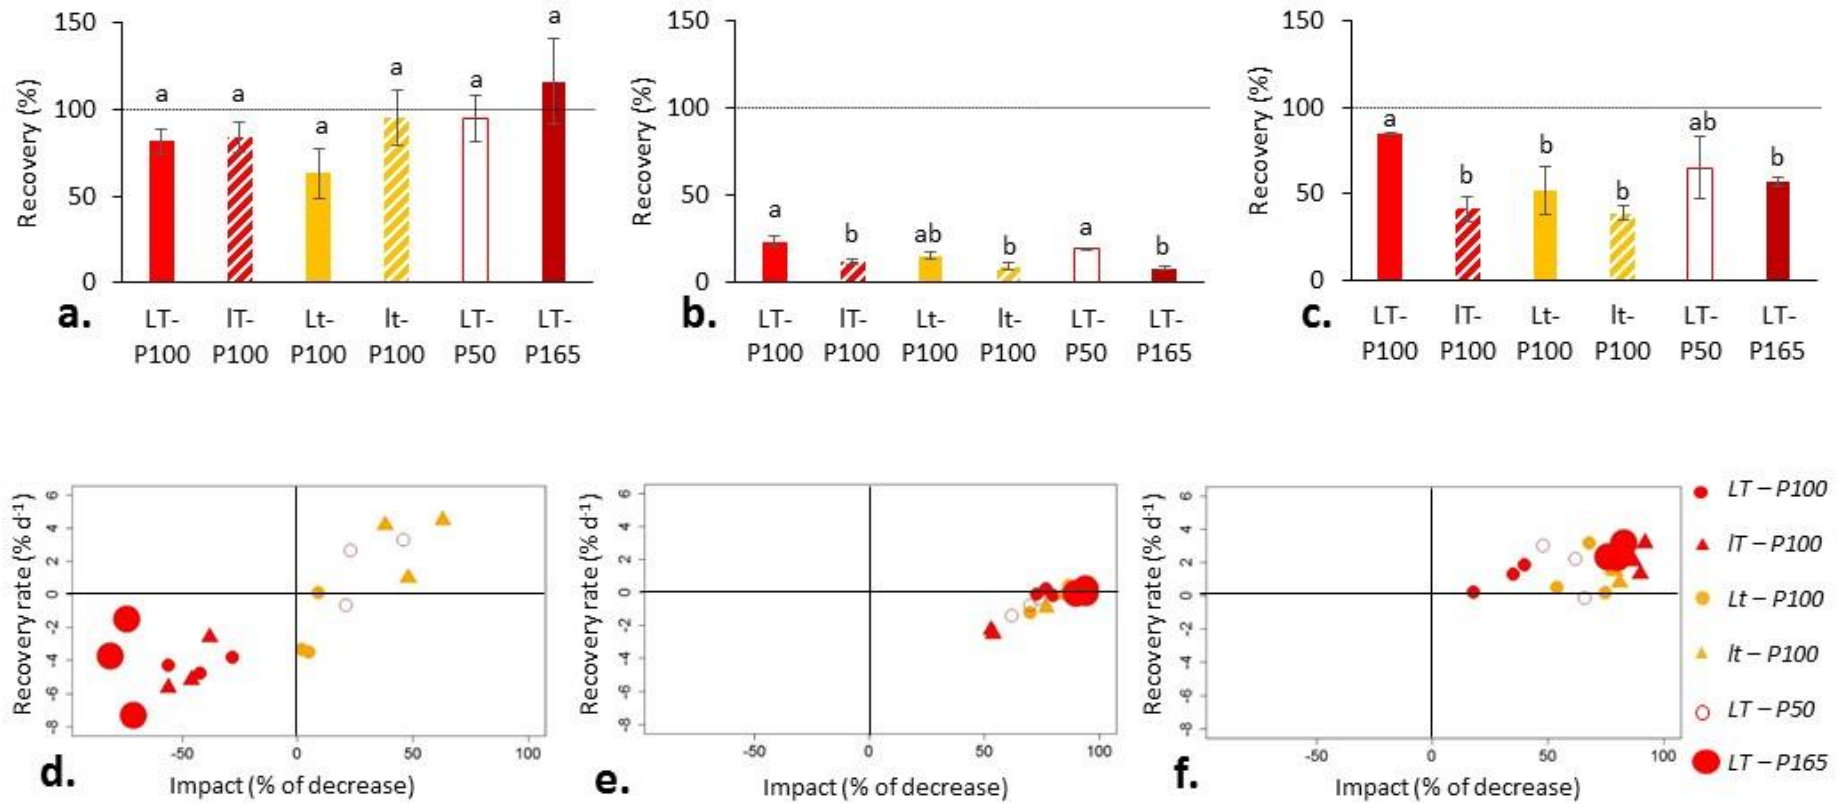 150
100
50
0
Recovery (%)
a
a
a
a
a
a
a.
LT-
P100
lT-
P100
Lt-
P100
lt-
P100
LT-
P50
LT-
P165
150
100
50
0
Recovery (%)
a
b
ab
b
a
b
b.
LT-
P100
lT-
P100
Lt-
P100
lt-
P100
LT-
P50
LT-
P165
150
100
50
0
Recovery (%)
a
b
b
b
ab
b
c.
LT-
P100
lT-
P100
Lt-
P100
lt-
P100
LT-
P50
LT-
P165
Recovery rate (% d⁻¹)
6
4
2
0
-2
-4
-6
-8
-50
0
50
100
d.
Impact (% of decrease)
Recovery rate (% d⁻¹)
6
4
2
0
-2
-4
-6
-8
-50
0
50
100
e.
Impact (% of decrease)
Recovery rate (% d⁻¹)
6
4
2
0
-2
-4
-6
-8
-50
0
50
100
f.
Impact (% of decrease)
LT – P100
lT – P100
Lt – P100
lt – P100
LT – P50
LT – P165